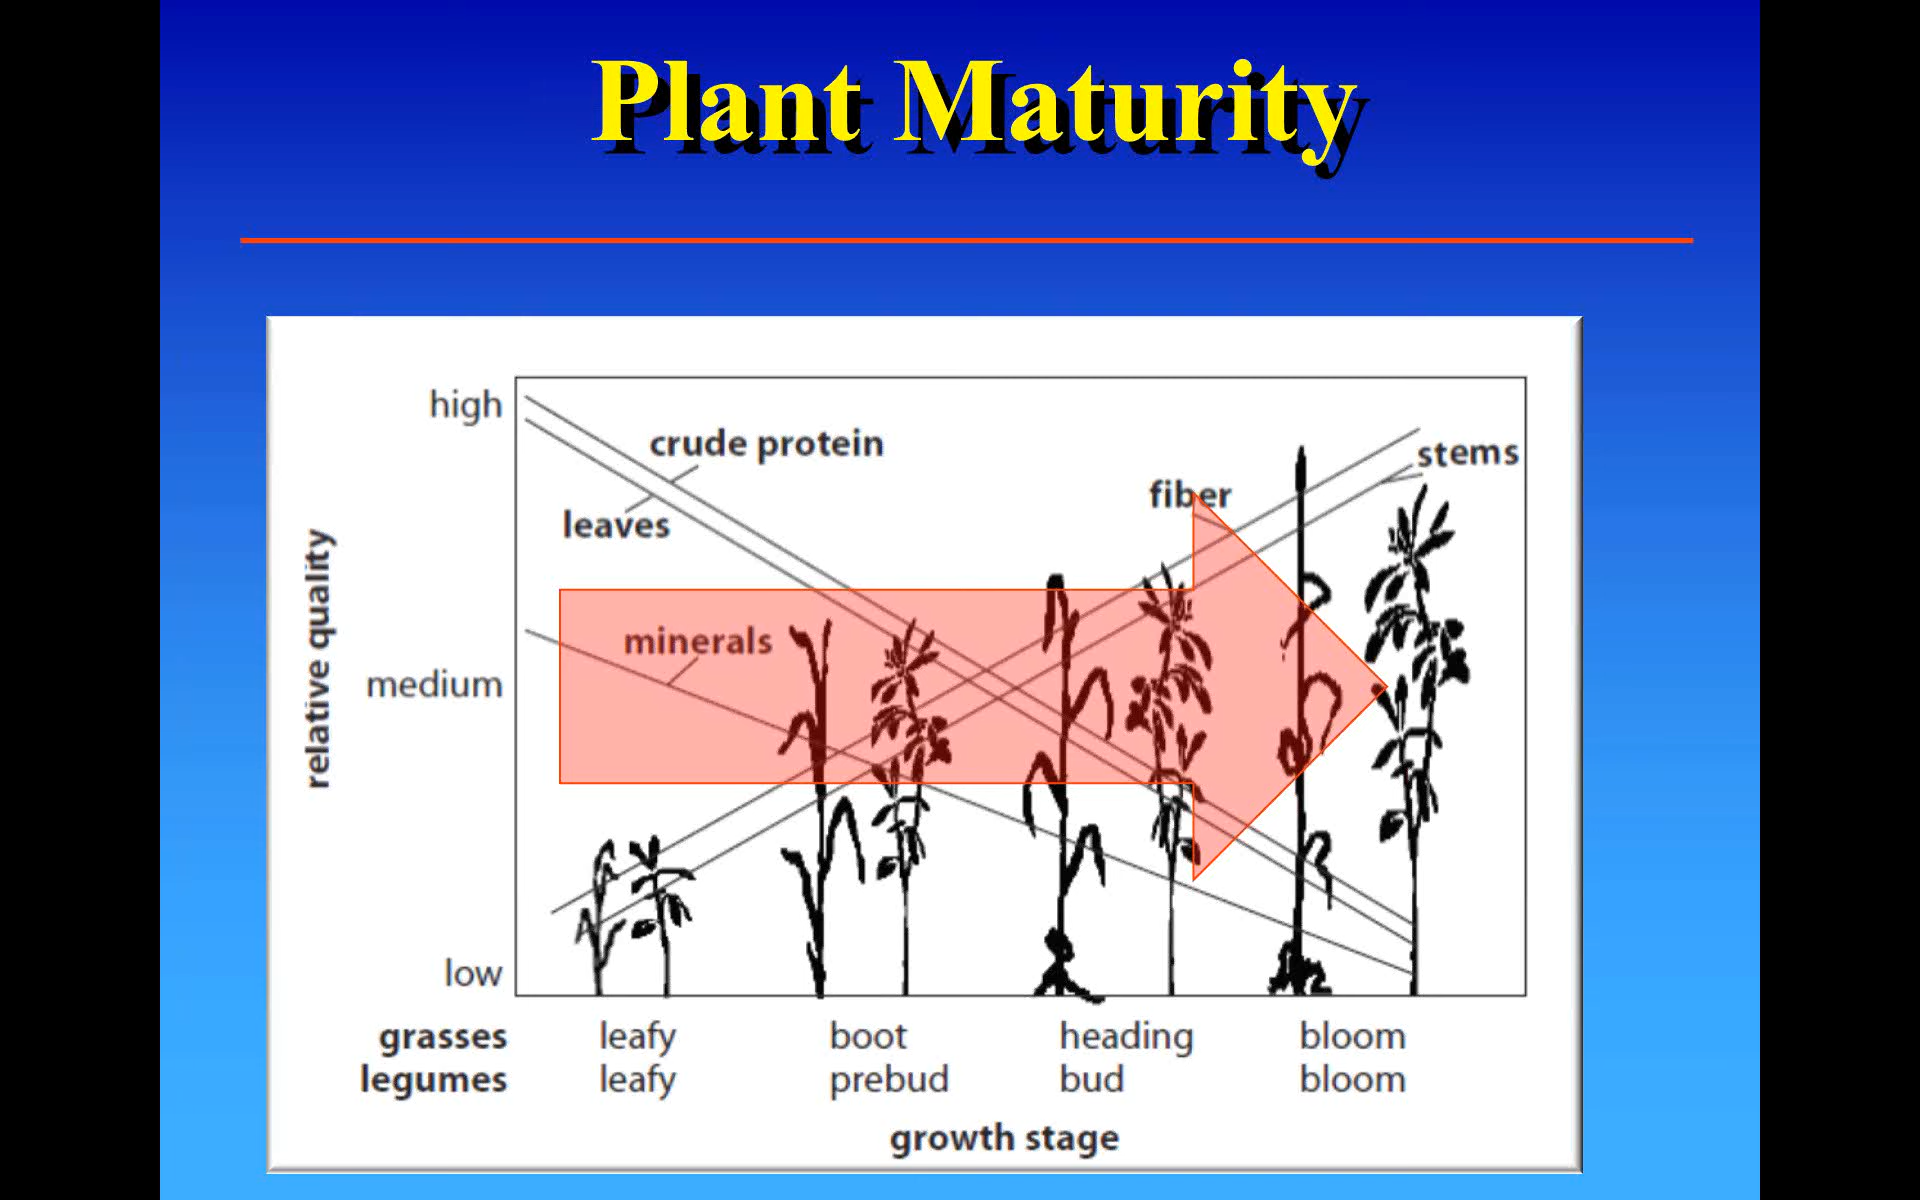 Plant Maturity
high
crude protein
stems
fiber
leaves
relative quality
minerals
medium
low
grasses leafy boot heading bloom
legumes leafy prebud bud bloom
growth stage